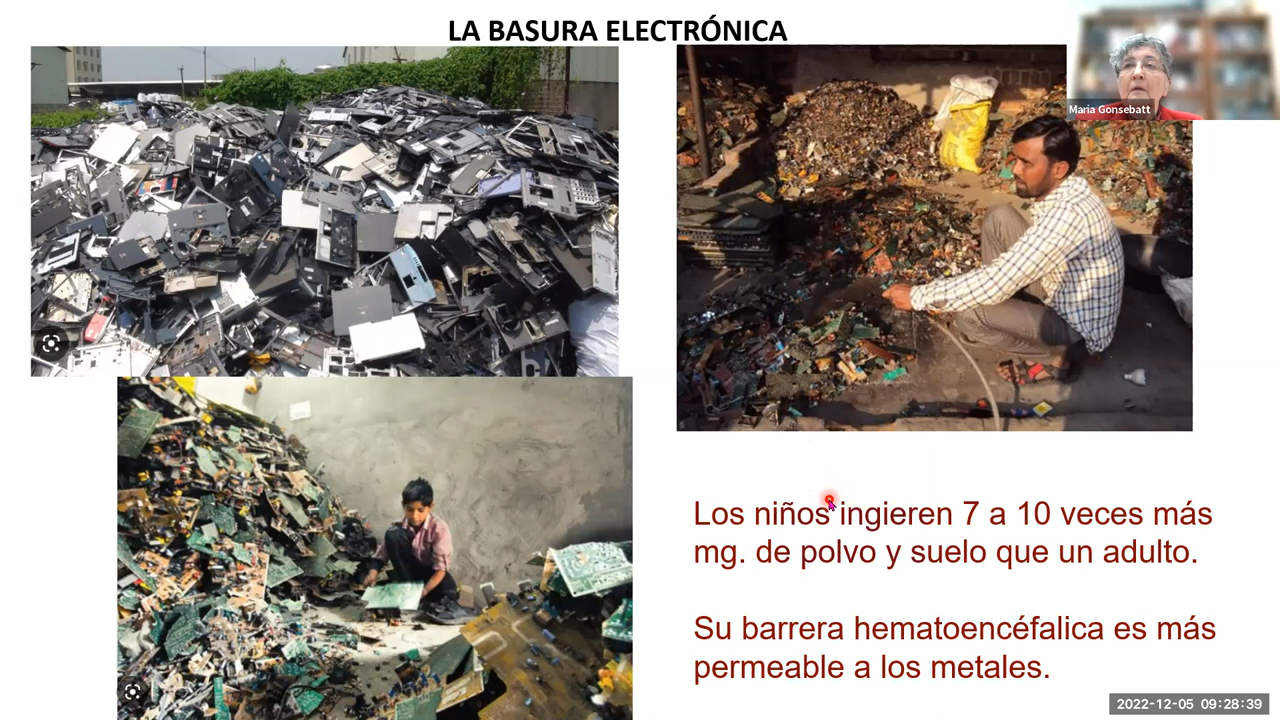 LA BASURA ELECTRÓNICA
Maria Gonsebatt
Los niños ingieren 7 a 10 veces más
mg. de polvo y suelo que un adulto.
Su barrera hematoencéfalica es más
permeable a los metales.
2022-12-05 09:28:39